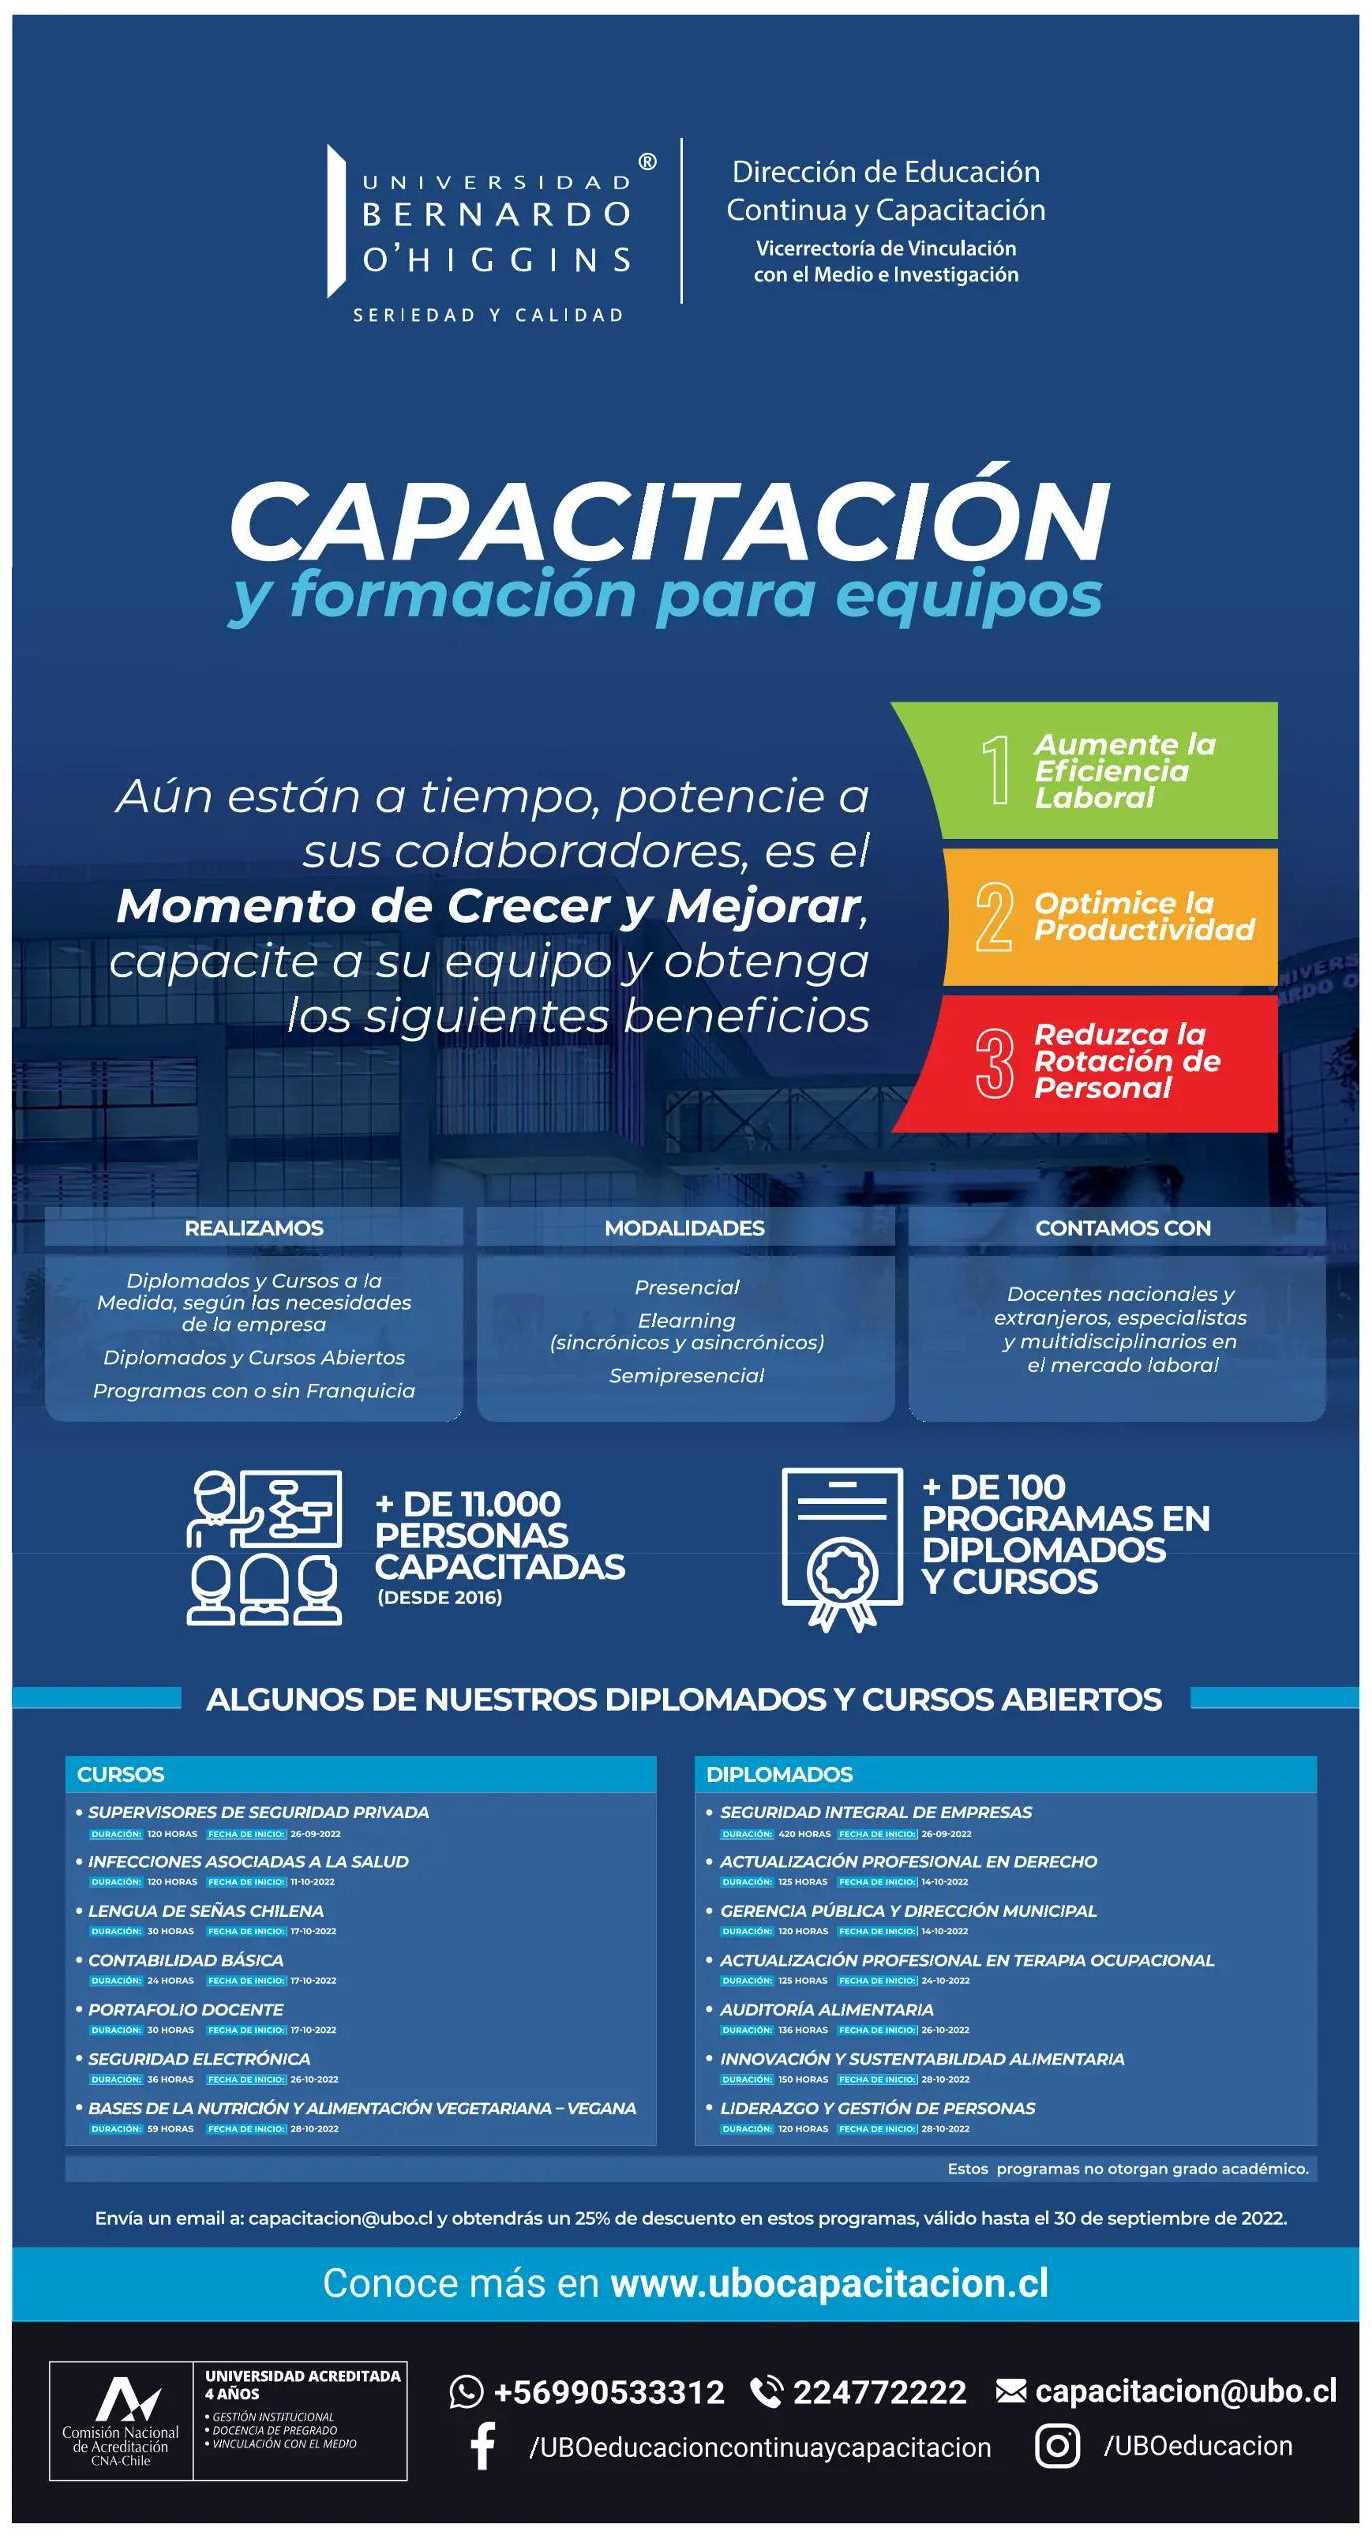 UNIVERSIDAD ®
BERNARDO
O'HIGGINS
SERIEDAD Y CALIDAD
Dirección de Educación
Continua y Capacitación
Vicerrectoría de Vinculación
con el Medio e Investigación
CAPACITACIÓN
y formación para equipos
Aún están a tiempo, potencie a
sus colaboradores, es el
Momento de Crecer y Mejorar,
capacite a su equipo y obtenga
los siguientes beneficios
1 Aumente la
Eficiencia
Laboral
2 Optimice la
Productividad
3 Reduzca la
Rotación de
Personal
REALIZAMOS
Diplomados y Cursos a la
Medida, según las necesidades
de la empresa
Diplomados y Cursos Abiertos
Programas con o sin Franquicia
MODALIDADES
Presencial
Elearning
(sincrónicos y asincrónicos)
Semipresencial
CONTAMOS CON
Docentes nacionales y
extranjeros, especialistas
y multidisciplinarios en
el mercado laboral
+ DE 11.000
PERSONAS
CAPACITADAS
(DESDE 2016)
+ DE 100
PROGRAMAS EN
DIPLOMADOS
Y CURSOS
ALGUNOS DE NUESTROS DIPLOMADOS Y CURSOS ABIERTOS
CURSOS
• SUPERVISORES DE SEGURIDAD PRIVADA
DURACIÓN: 120 HORAS FECHA DE INICIO: 26-09-2022
• INFECCIONES ASOCIADAS A LA SALUD
DURACIÓN: 120 HORAS FECHA DE INICIO: 11-10-2022
• LENGUA DE SEÑAS CHILENA
DURACIÓN: 30 HORAS FECHA DE INICIO: 17-10-2022
• CONTABILIDAD BÁSICA
DURACIÓN: 24 HORAS FECHA DE INICIO: 17-10-2022
• PORTAFOLIO DOCENTE
DURACIÓN: 30 HORAS FECHA DE INICIO: 17-10-2022
• SEGURIDAD ELECTRÓNICA
DURACIÓN: 36 HORAS FECHA DE INICIO: 26-10-2022
• BASES DE LA NUTRICIÓN Y ALIMENTACIÓN VEGETARIANA – VEGANA
DURACIÓN: 59 HORAS FECHA DE INICIO: 28-10-2022
DIPLOMADOS
• SEGURIDAD INTEGRAL DE EMPRESAS
DURACIÓN: 420 HORAS FECHA DE INICIO: 26-09-2022
• ACTUALIZACIÓN PROFESIONAL EN DERECHO
DURACIÓN: 125 HORAS FECHA DE INICIO: 14-10-2022
• GERENCIA PÚBLICA Y DIRECCIÓN MUNICIPAL
DURACIÓN: 120 HORAS FECHA DE INICIO: 14-10-2022
• ACTUALIZACIÓN PROFESIONAL EN TERAPIA OCUPACIONAL
DURACIÓN: 125 HORAS FECHA DE INICIO: 24-10-2022
• AUDITORÍA ALIMENTARIA
DURACIÓN: 136 HORAS FECHA DE INICIO: 26-10-2022
• INNOVACIÓN Y SUSTENTABILIDAD ALIMENTARIA
DURACIÓN: 150 HORAS FECHA DE INICIO: 28-10-2022
• LIDERAZGO Y GESTIÓN DE PERSONAS
DURACIÓN: 120 HORAS FECHA DE INICIO: 28-10-2022
Estos programas no otorgan grado académico.
Envía un email a: capacitacion@ubo.cl y obtendrás un 25% de descuento en estos programas, válido hasta el 30 de septiembre de 2022.
Conoce más en www.ubocapacitacion.cl
Comisión Nacional
de Acreditación
CNA-Chile
UNIVERSIDAD ACREDITADA
4 AÑOS
• GESTIÓN INSTITUCIONAL
• DOCENCIA DE PREGRADO
• VINCULACIÓN CON EL MEDIO
+56990533312 224772222 capacitacion@ubo.cl
/UBOeducacioncontinuaycapacitacion /UBOeducacion